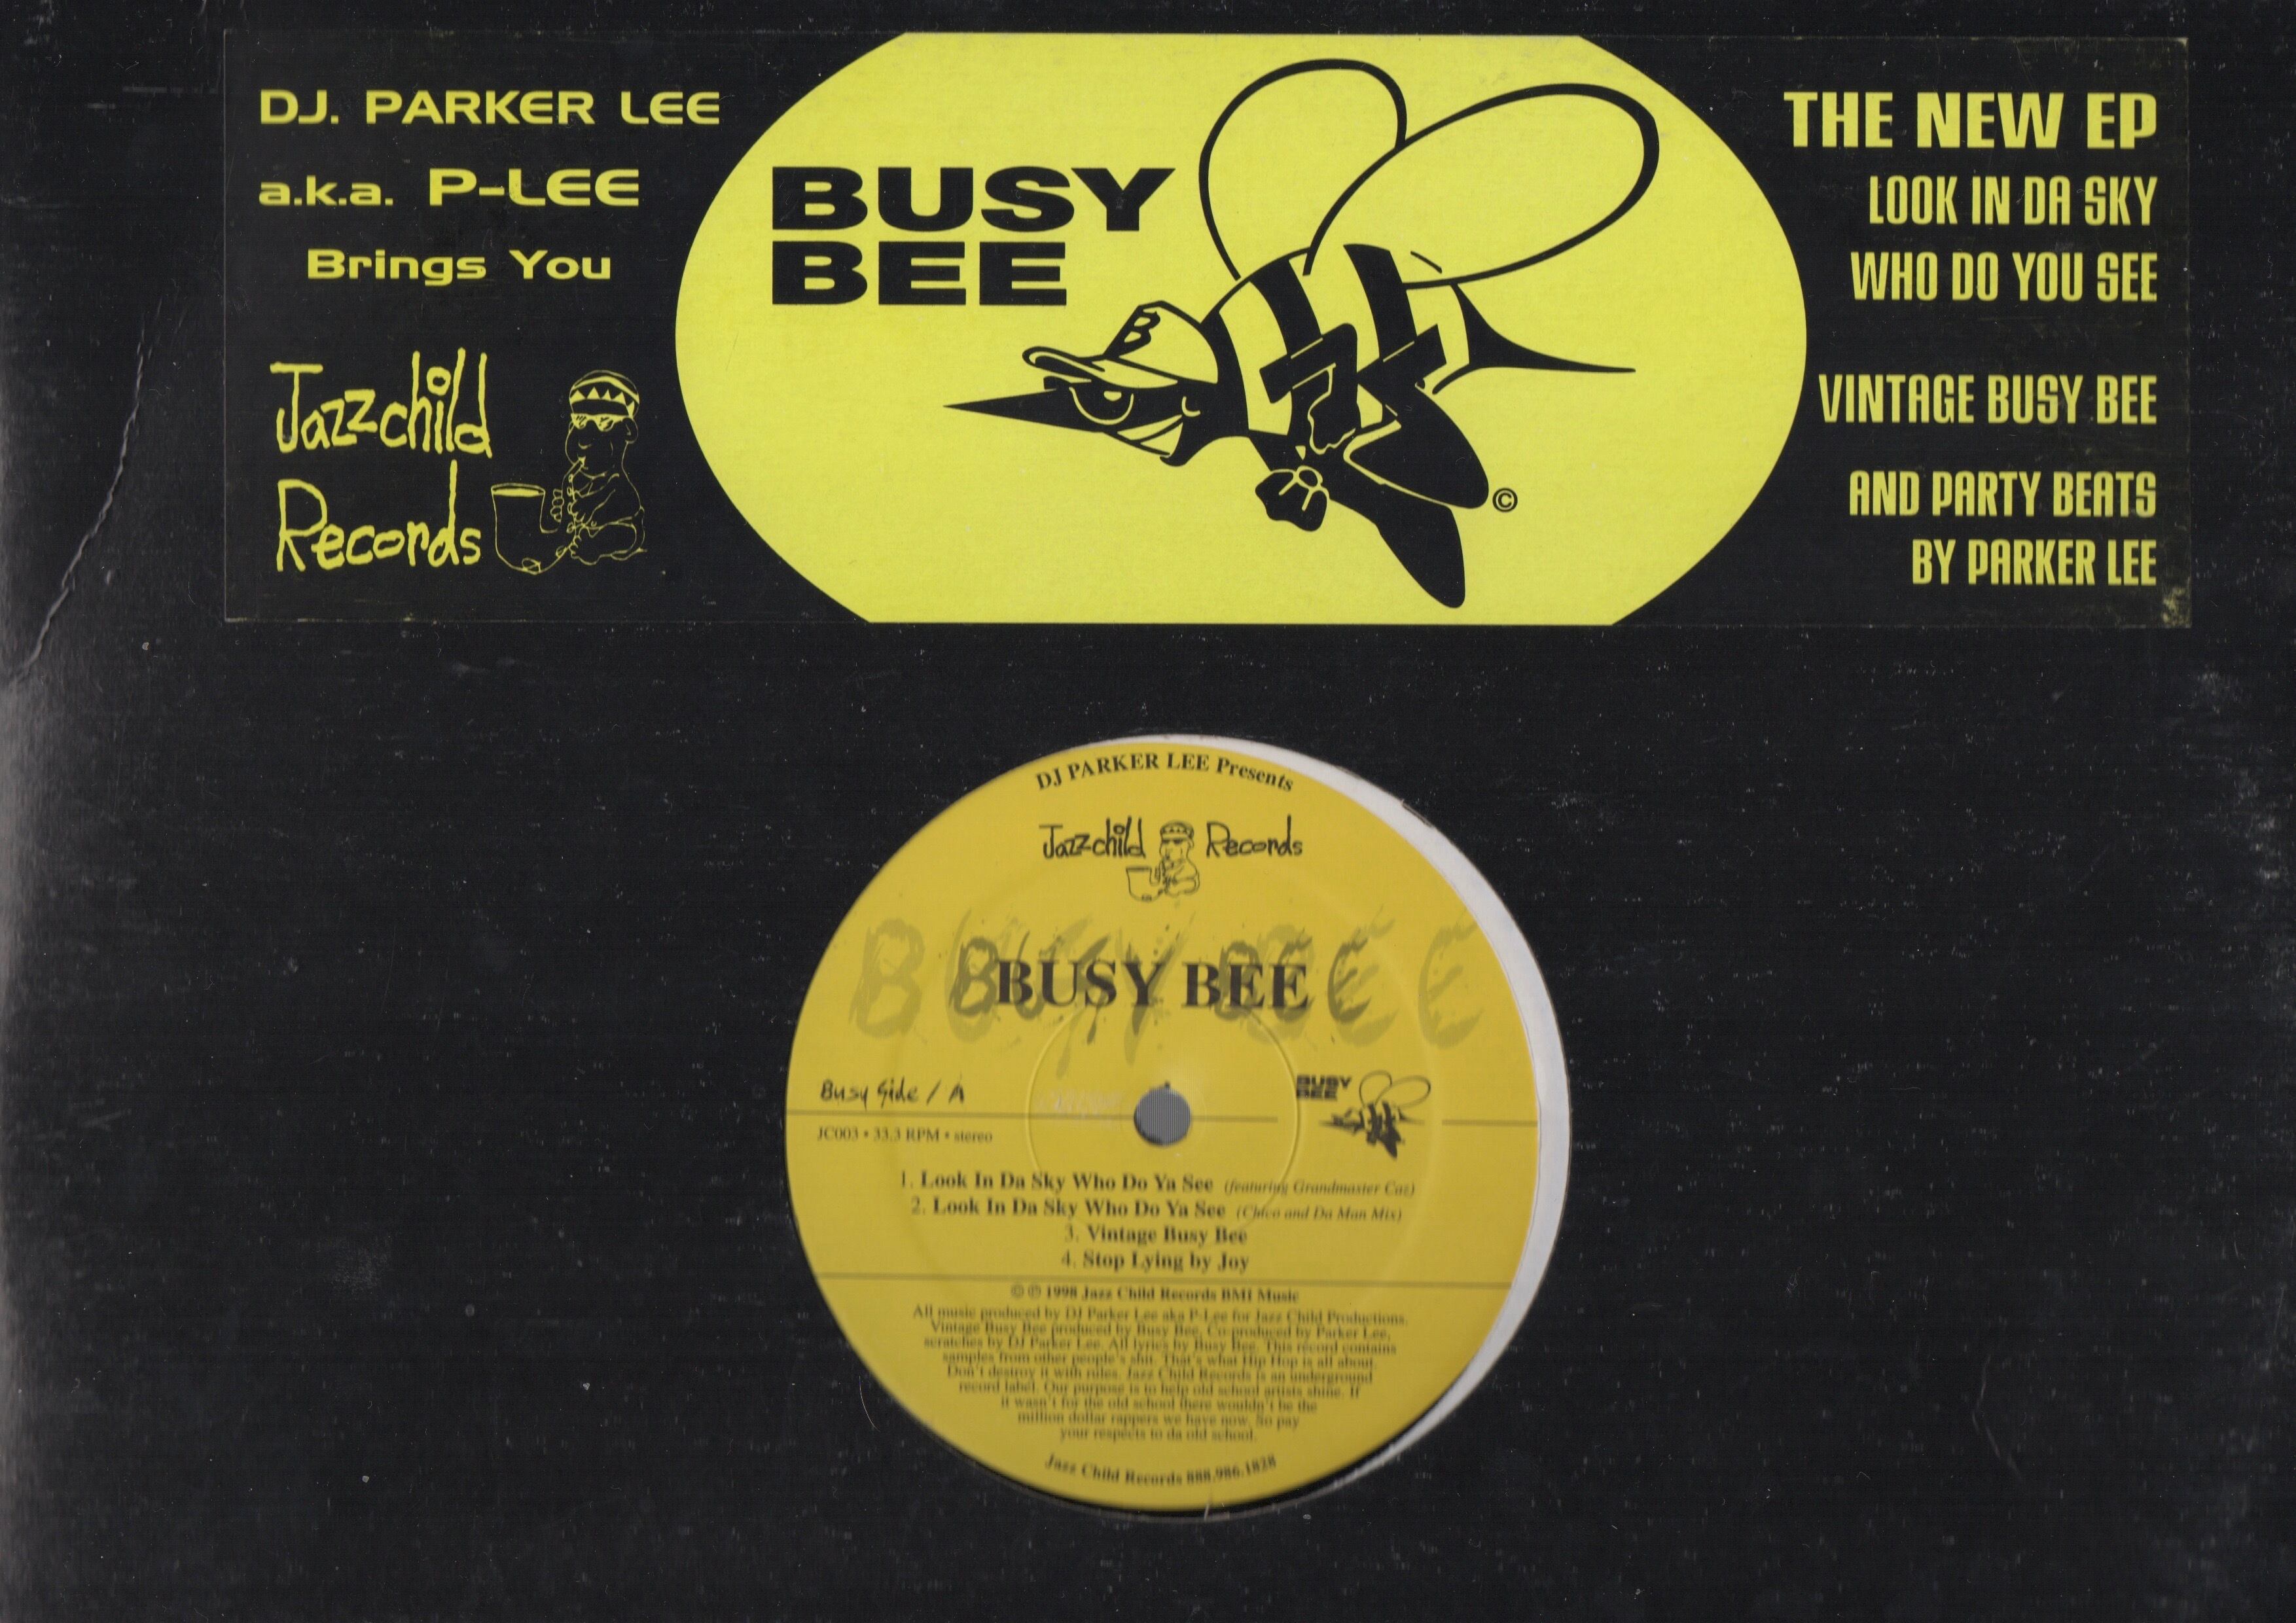 DJ. PARKER LEE
a.k.a. P-LEE
Brings You
Jazzchild
Records
BUSY
BEE
B
©
THE NEW EP
LOOK IN DA SKY
WHO DO YOU SEE
VINTAGE BUSY BEE
AND PARTY BEATS
BY PARKER LEE
DJ PARKER LEE Presents
Jazzchild Records
BUSY BEE
BUSY BEE
BUSY BEE
Busy Side / A
BUSY
BEE
JC003 • 33.3 RPM • stereo
1. Look In Da Sky Who Do Ya See (featuring Grandmaster Caz)
2. Look In Da Sky Who Do Ya See (Chico and Da Man Mix)
3. Vintage Busy Bee
4. Stop Lying by Joy
© ℗ 1998 Jazz Child Records BMI Music
All music produced by DJ Parker Lee aka P-Lee for Jazz Child Productions.
Vintage Busy Bee produced by Busy Bee, Co-produced by Parker Lee,
scratches by DJ Parker Lee. All lyrics by Busy Bee. This record contains
samples from other people's shit. That's what Hip Hop is all about.
Don't destroy it with rules. Jazz Child Records is an underground
record label. Our purpose is to help old school artists shine. If
it wasn't for the old school there wouldn't be the
million dollar rappers we have now. So pay
your respects to da old school.
Jazz Child Records 888.986.1828